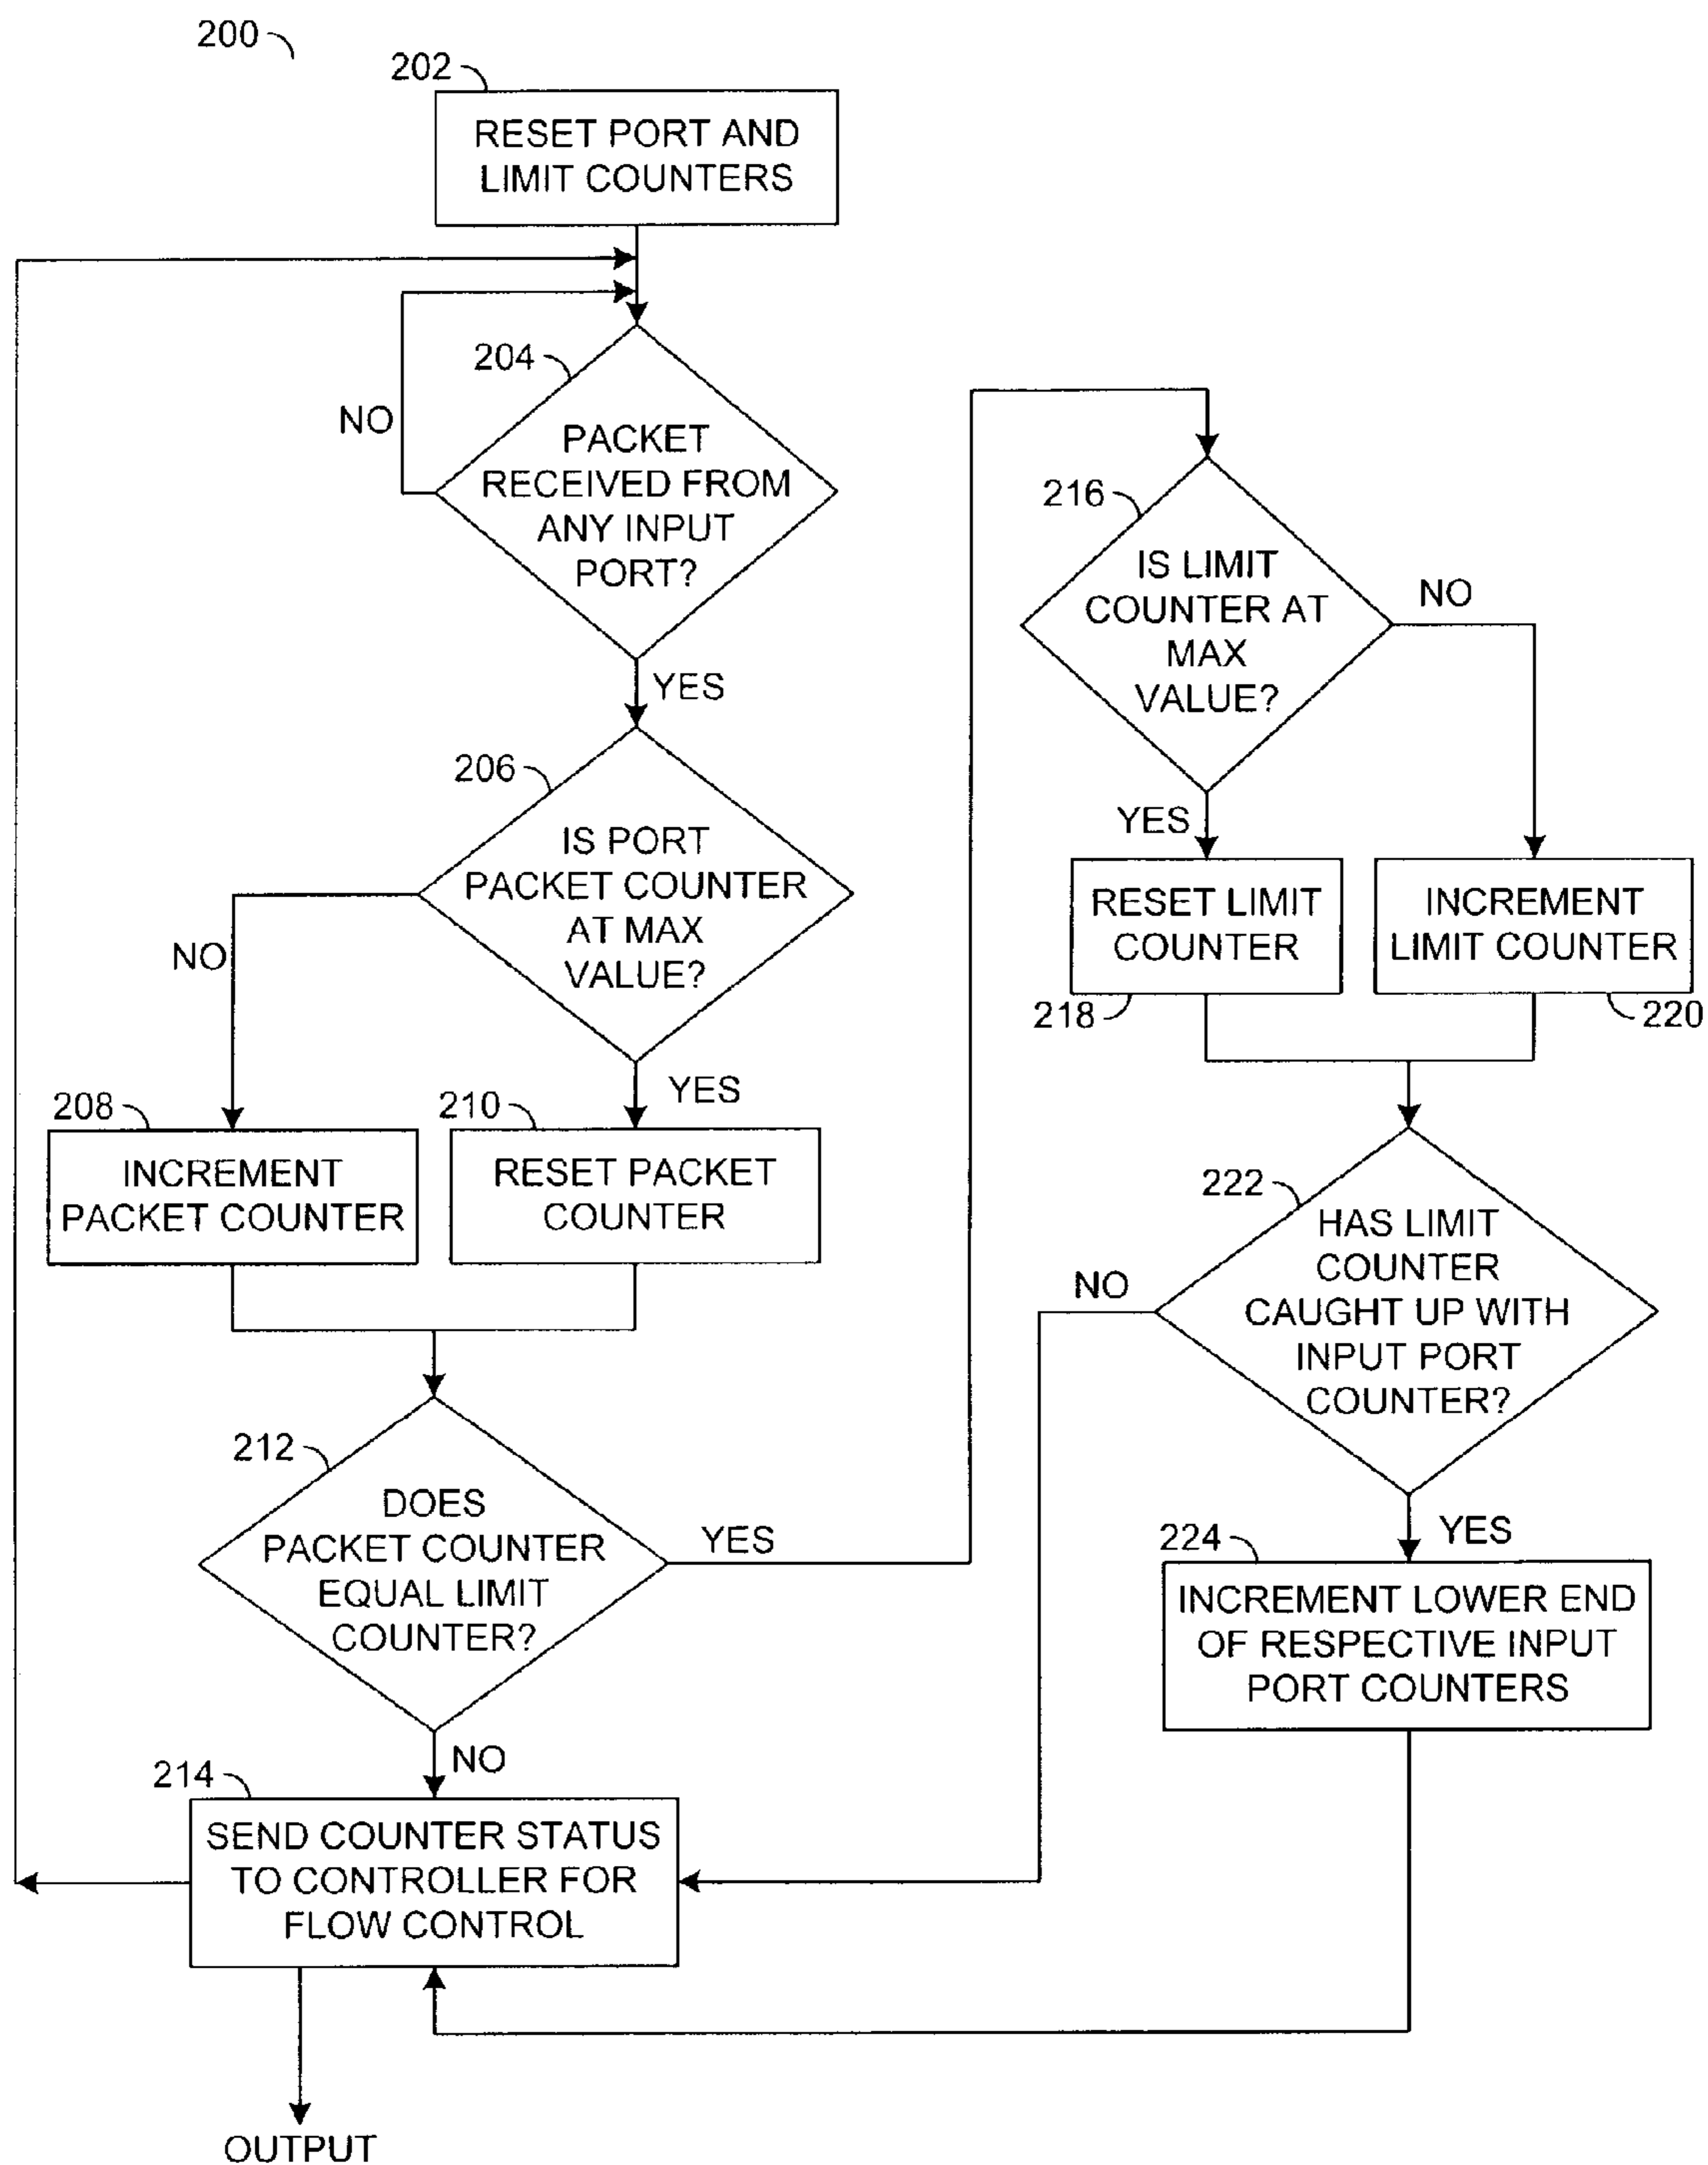 200
202
RESET PORT AND
LIMIT COUNTERS
204
NO
PACKET
RECEIVED FROM
ANY INPUT
PORT?
YES
206
IS PORT
PACKET COUNTER
AT MAX
VALUE?
NO
YES
208
INCREMENT
PACKET COUNTER
210
RESET PACKET
COUNTER
212
DOES
PACKET COUNTER
EQUAL LIMIT
COUNTER?
YES
NO
214
SEND COUNTER STATUS
TO CONTROLLER FOR
FLOW CONTROL
OUTPUT
216
IS LIMIT
COUNTER AT
MAX
VALUE?
NO
YES
RESET LIMIT
COUNTER
218
INCREMENT
LIMIT COUNTER
220
222
HAS LIMIT
COUNTER
CAUGHT UP WITH
INPUT PORT
COUNTER?
NO
YES
224
INCREMENT LOWER END
OF RESPECTIVE INPUT
PORT COUNTERS